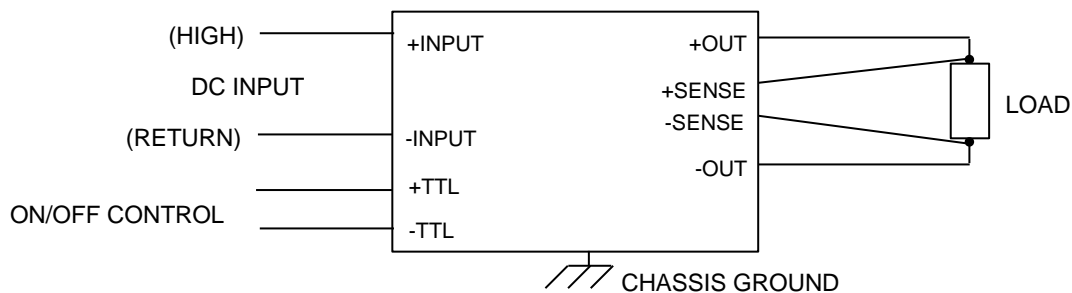 (HIGH)
+INPUT
+OUT
DC INPUT
+SENSE
-SENSE
LOAD
(RETURN)
-INPUT
-OUT
+TTL
ON/OFF CONTROL
-TTL
CHASSIS GROUND